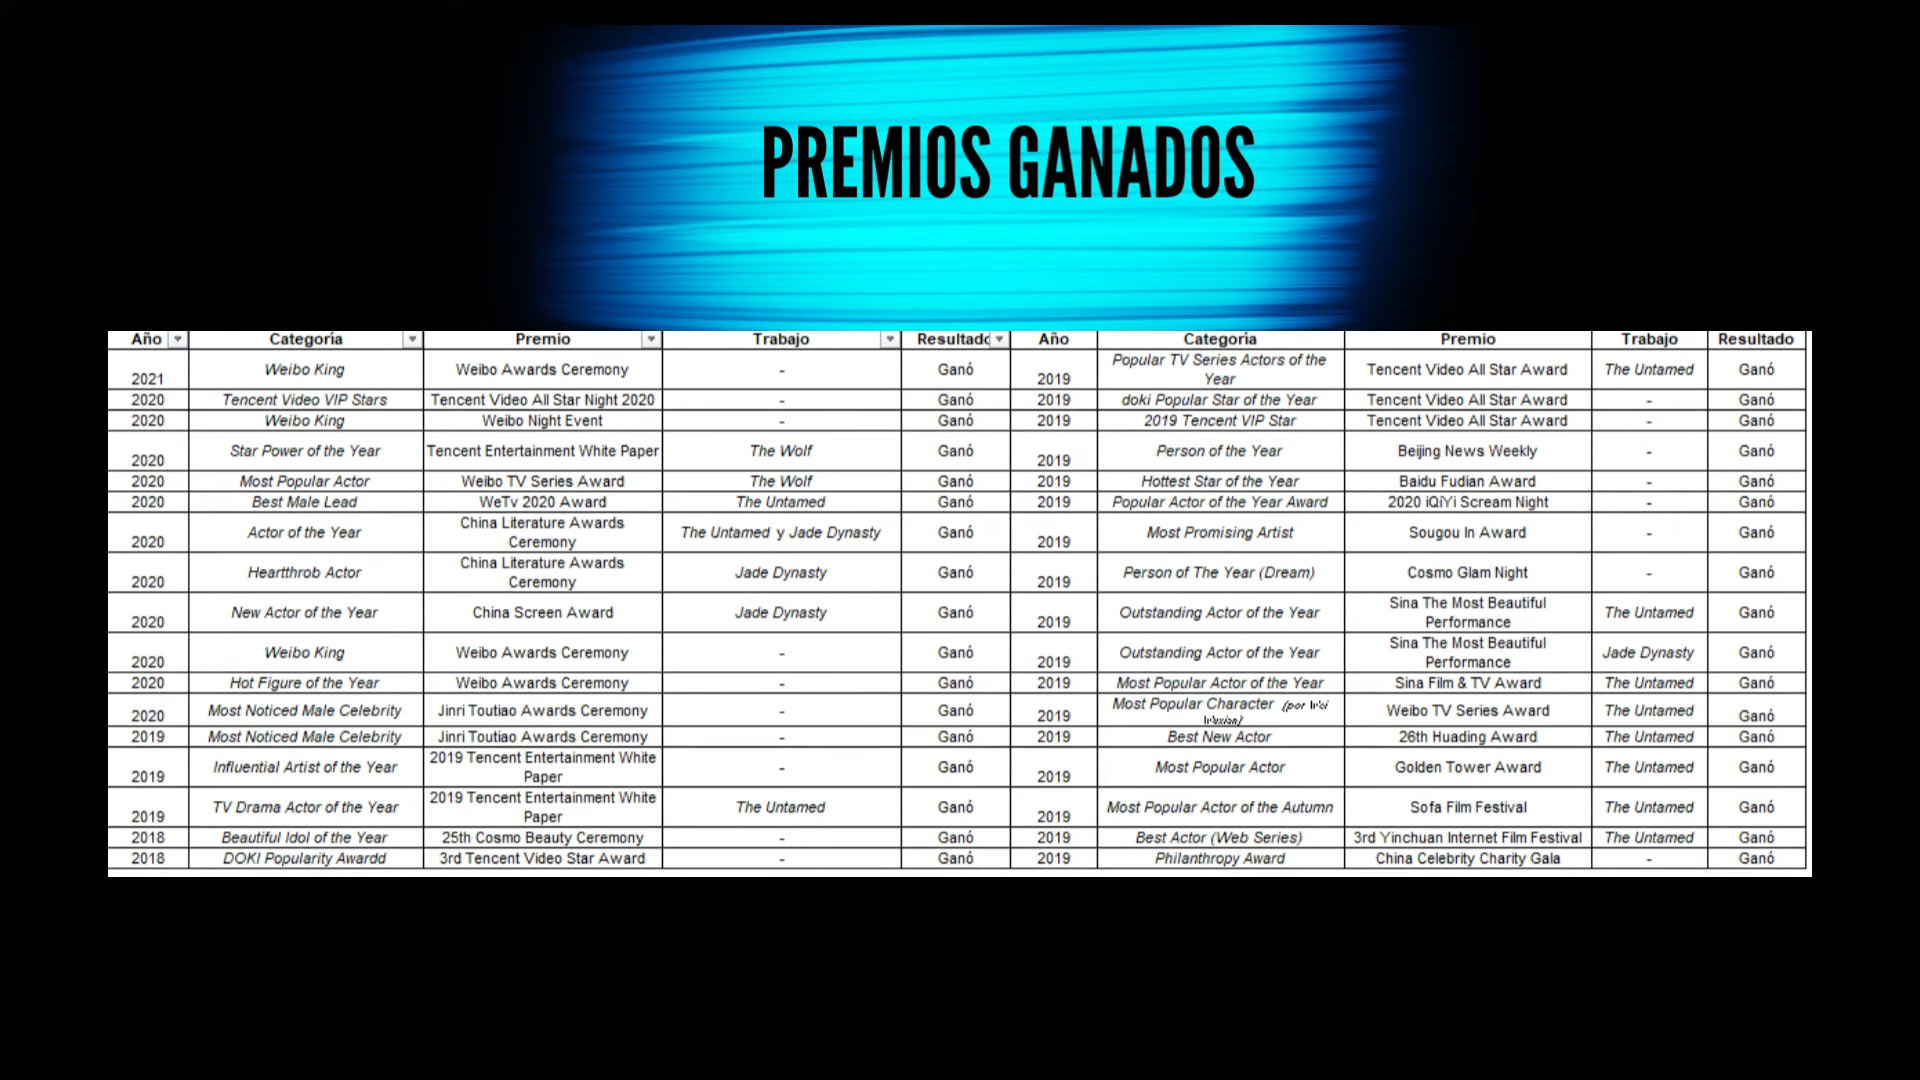 PREMIOS GANADOS
Año Categoría Premio Trabajo Resultado Año Categoría Premio Trabajo Resultado
2021 Weibo King Weibo Awards Ceremony - Ganó 2019 Popular TV Series Actors of the Year Tencent Video All Star Award The Untamed Ganó
2020 Tencent Video VIP Stars Tencent Video All Star Night 2020 - Ganó 2019 doki Popular Star of the Year Tencent Video All Star Award - Ganó
2020 Weibo King Weibo Night Event - Ganó 2019 2019 Tencent VIP Star Tencent Video All Star Award - Ganó
2020 Star Power of the Year Tencent Entertainment White Paper The Wolf Ganó 2019 Person of the Year Beijing News Weekly - Ganó
2020 Most Popular Actor Weibo TV Series Award The Wolf Ganó 2019 Hottest Star of the Year Baidu Fudian Award - Ganó
2020 Best Male Lead WeTv 2020 Award The Untamed Ganó 2019 Popular Actor of the Year Award 2020 iQiYi Scream Night - Ganó
2020 Actor of the Year China Literature Awards Ceremony The Untamed y Jade Dynasty Ganó 2019 Most Promising Artist Sougou In Award - Ganó
2020 Heartthrob Actor China Literature Awards Ceremony Jade Dynasty Ganó 2019 Person of The Year (Dream) Cosmo Glam Night - Ganó
2020 New Actor of the Year China Screen Award Jade Dynasty Ganó 2019 Outstanding Actor of the Year Sina The Most Beautiful Performance The Untamed Ganó
2020 Weibo King Weibo Awards Ceremony - Ganó 2019 Outstanding Actor of the Year Sina The Most Beautiful Performance Jade Dynasty Ganó
2020 Hot Figure of the Year Weibo Awards Ceremony - Ganó 2019 Most Popular Actor of the Year Sina Film & TV Award The Untamed Ganó
2020 Most Noticed Male Celebrity Jinri Toutiao Awards Ceremony - Ganó 2019 Most Popular Character (por Wei Wuxian) Weibo TV Series Award The Untamed Ganó
2019 Most Noticed Male Celebrity Jinri Toutiao Awards Ceremony - Ganó 2019 Best New Actor 26th Huading Award The Untamed Ganó
2019 Influential Artist of the Year 2019 Tencent Entertainment White Paper - Ganó 2019 Most Popular Actor Golden Tower Award The Untamed Ganó
2019 TV Drama Actor of the Year 2019 Tencent Entertainment White Paper The Untamed Ganó 2019 Most Popular Actor of the Autumn Sofa Film Festival The Untamed Ganó
2018 Beautiful Idol of the Year 25th Cosmo Beauty Ceremony - Ganó 2019 Best Actor (Web Series) 3rd Yinchuan Internet Film Festival The Untamed Ganó
2018 DOKI Popularity Awardd 3rd Tencent Video Star Award - Ganó 2019 Philanthropy Award China Celebrity Charity Gala - Ganó